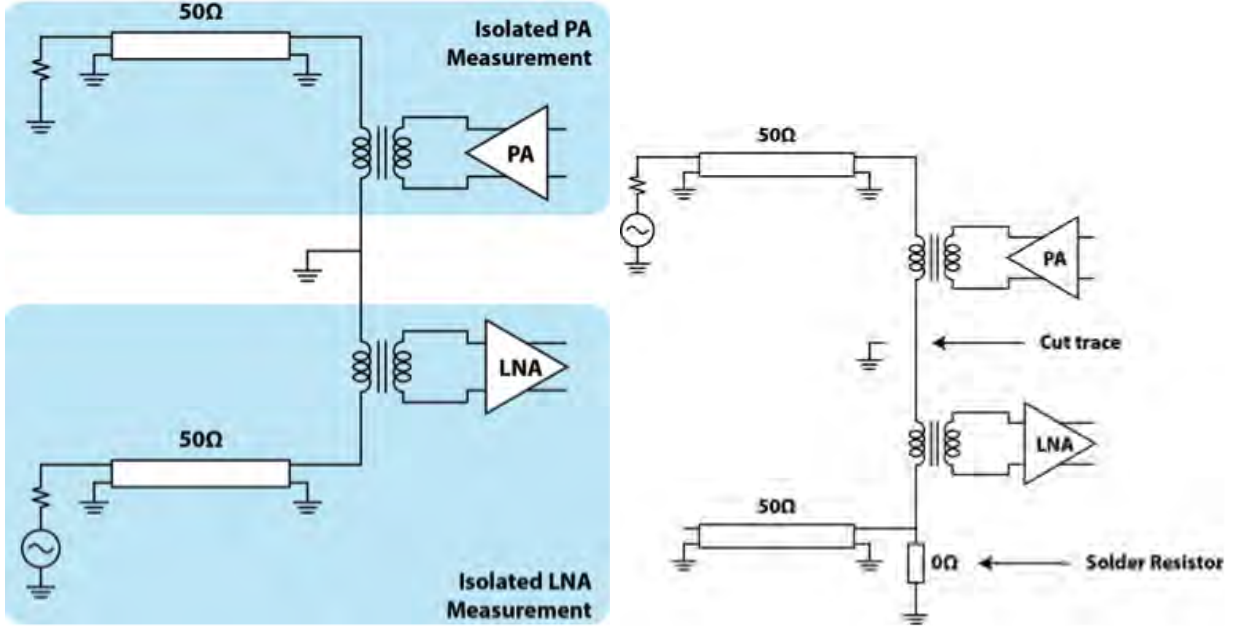 50Ω
Isolated PA
Measurement
PA
LNA
50Ω
Isolated LNA
Measurement
50Ω
PA
Cut trace
LNA
50Ω
0Ω
Solder Resistor